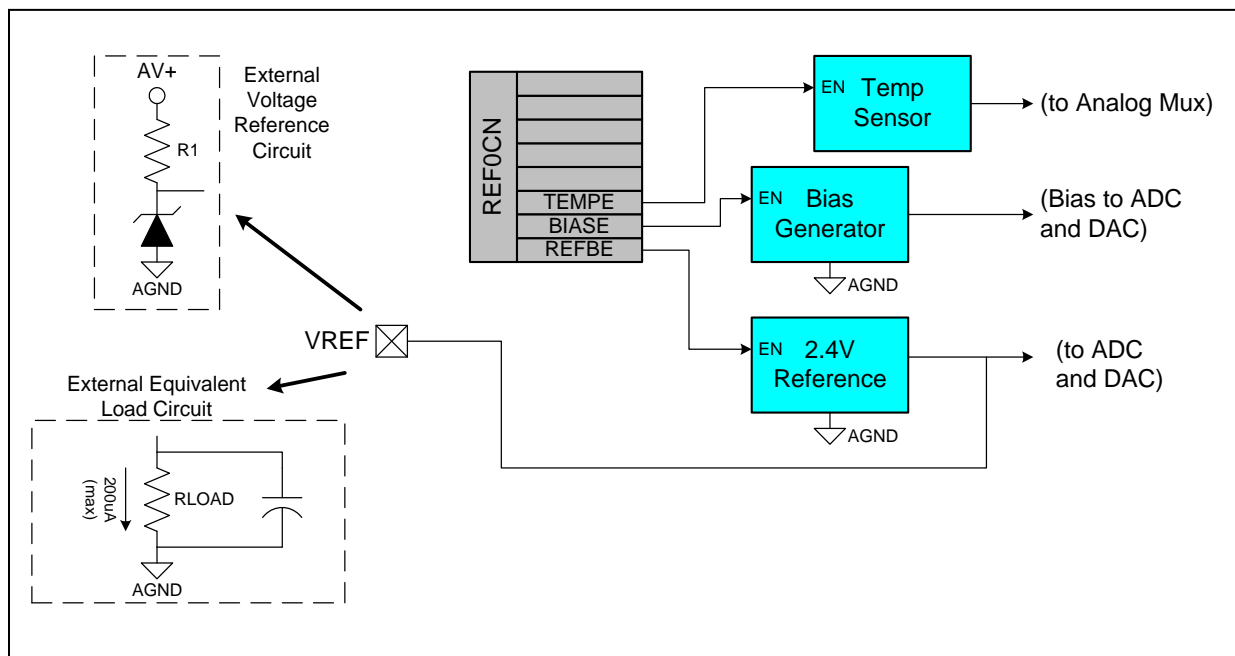 AV+
R1
AGND
External
Voltage
Reference
Circuit
REF0CN
TEMPE
BIASE
REFBE
EN
Temp
Sensor
(to Analog Mux)
EN
Bias
Generator
AGND
(Bias to ADC
and DAC)
VREF
EN
2.4V
Reference
AGND
(to ADC
and DAC)
External Equivalent
Load Circuit
200uA
(max)
RLOAD
AGND